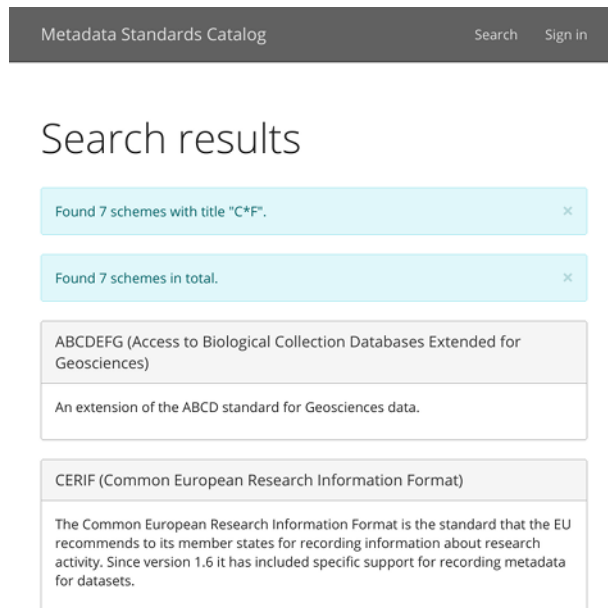 Metadata Standards Catalog Search Sign in
Search results
Found 7 schemes with title "C*F". ×
Found 7 schemes in total. ×
ABCDEFG (Access to Biological Collection Databases Extended for
Geosciences)
An extension of the ABCD standard for Geosciences data.
CERIF (Common European Research Information Format)
The Common European Research Information Format is the standard that the EU
recommends to its member states for recording information about research
activity. Since version 1.6 it has included specific support for recording metadata
for datasets.